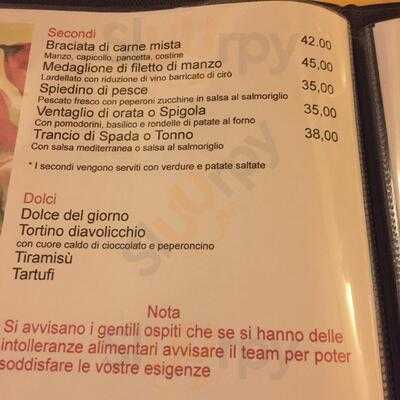 Secondi
Braciata di carne mista 42.00
Manzo, capicollo, pancetta, costine
Medaglione di filetto di manzo 45,00
Lardellato con riduzione di vino barricato di cirò
Spiedino di pesce 35,00
Pescato fresco con peperoni zucchine in salsa al salmoriglio
Ventaglio di orata o Spigola 35,00
Con pomodorini, basilico e rondelle di patate al forno
Trancio di Spada o Tonno 38,00
Con salsa mediterranea o salsa al salmoriglio
* I secondi vengono serviti con verdure e patate saltate
Dolci
Dolce del giorno
Tortino diavolicchio
con cuore caldo di cioccolato e peperoncino
Tiramisù
Tartufi
Nota
Si avvisano i gentili ospiti che se si hanno delle
intolleranze alimentari avvisare il team per poter
soddisfare le vostre esigenze